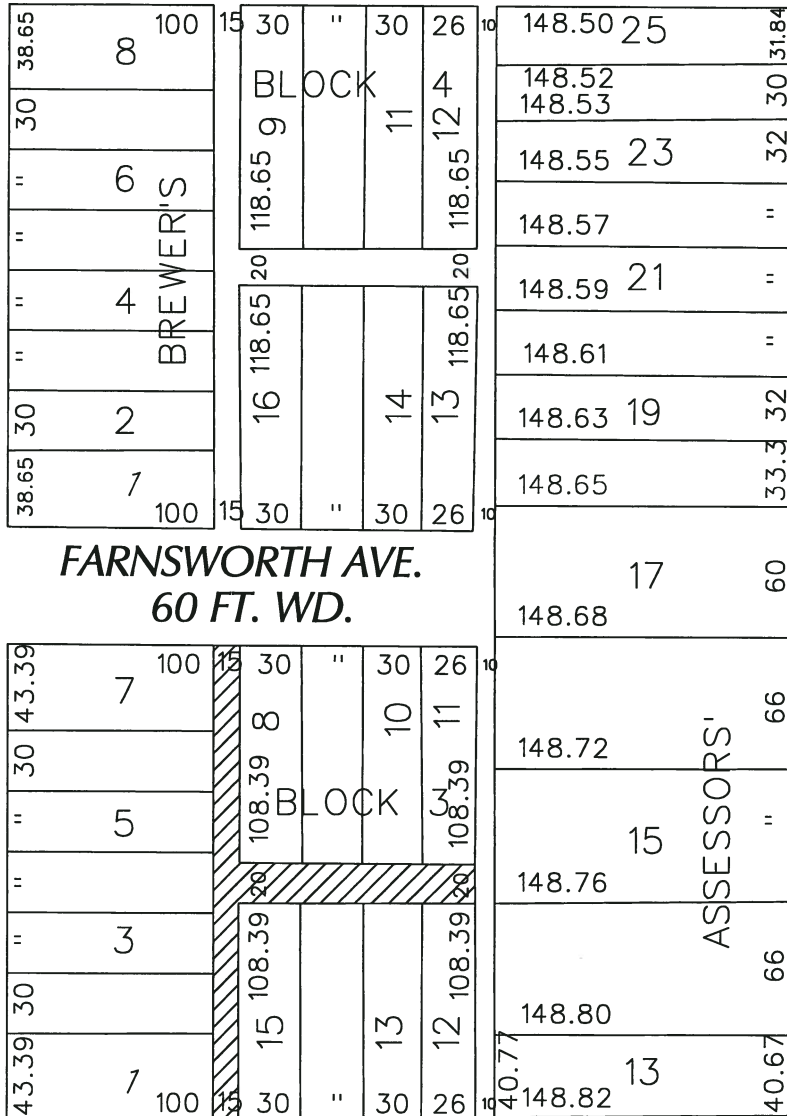 38.65 8 100 15 30 " 30 26 10 148.50 25 31.84
BLOCK 4
148.52 30
30 148.53
9 11 12
" 6 118.65 118.65 148.55 23 32
BREWER'S
" 148.57 "
20 20
" 4 148.59 21 "
118.65 118.65
" 148.61 "
30 2 16 14 13 148.63 19 32
38.65 1 148.65 33.3
100 15 30 " 30 26 10
FARNSWORTH AVE.
60 FT. WD.
17 60
148.68
43.39 7 100 15 30 " 30 26 10
8 10 11 66
30 148.72
ASSESSORS'
108.39 BLOCK 3 108.39
" 5 15 "
" 20 20 148.76
" 3 108.39 108.39 66
30 148.80
15 13 12
43.39 1 40.77 13 40.67
100 15 30 " 30 26 10 148.82